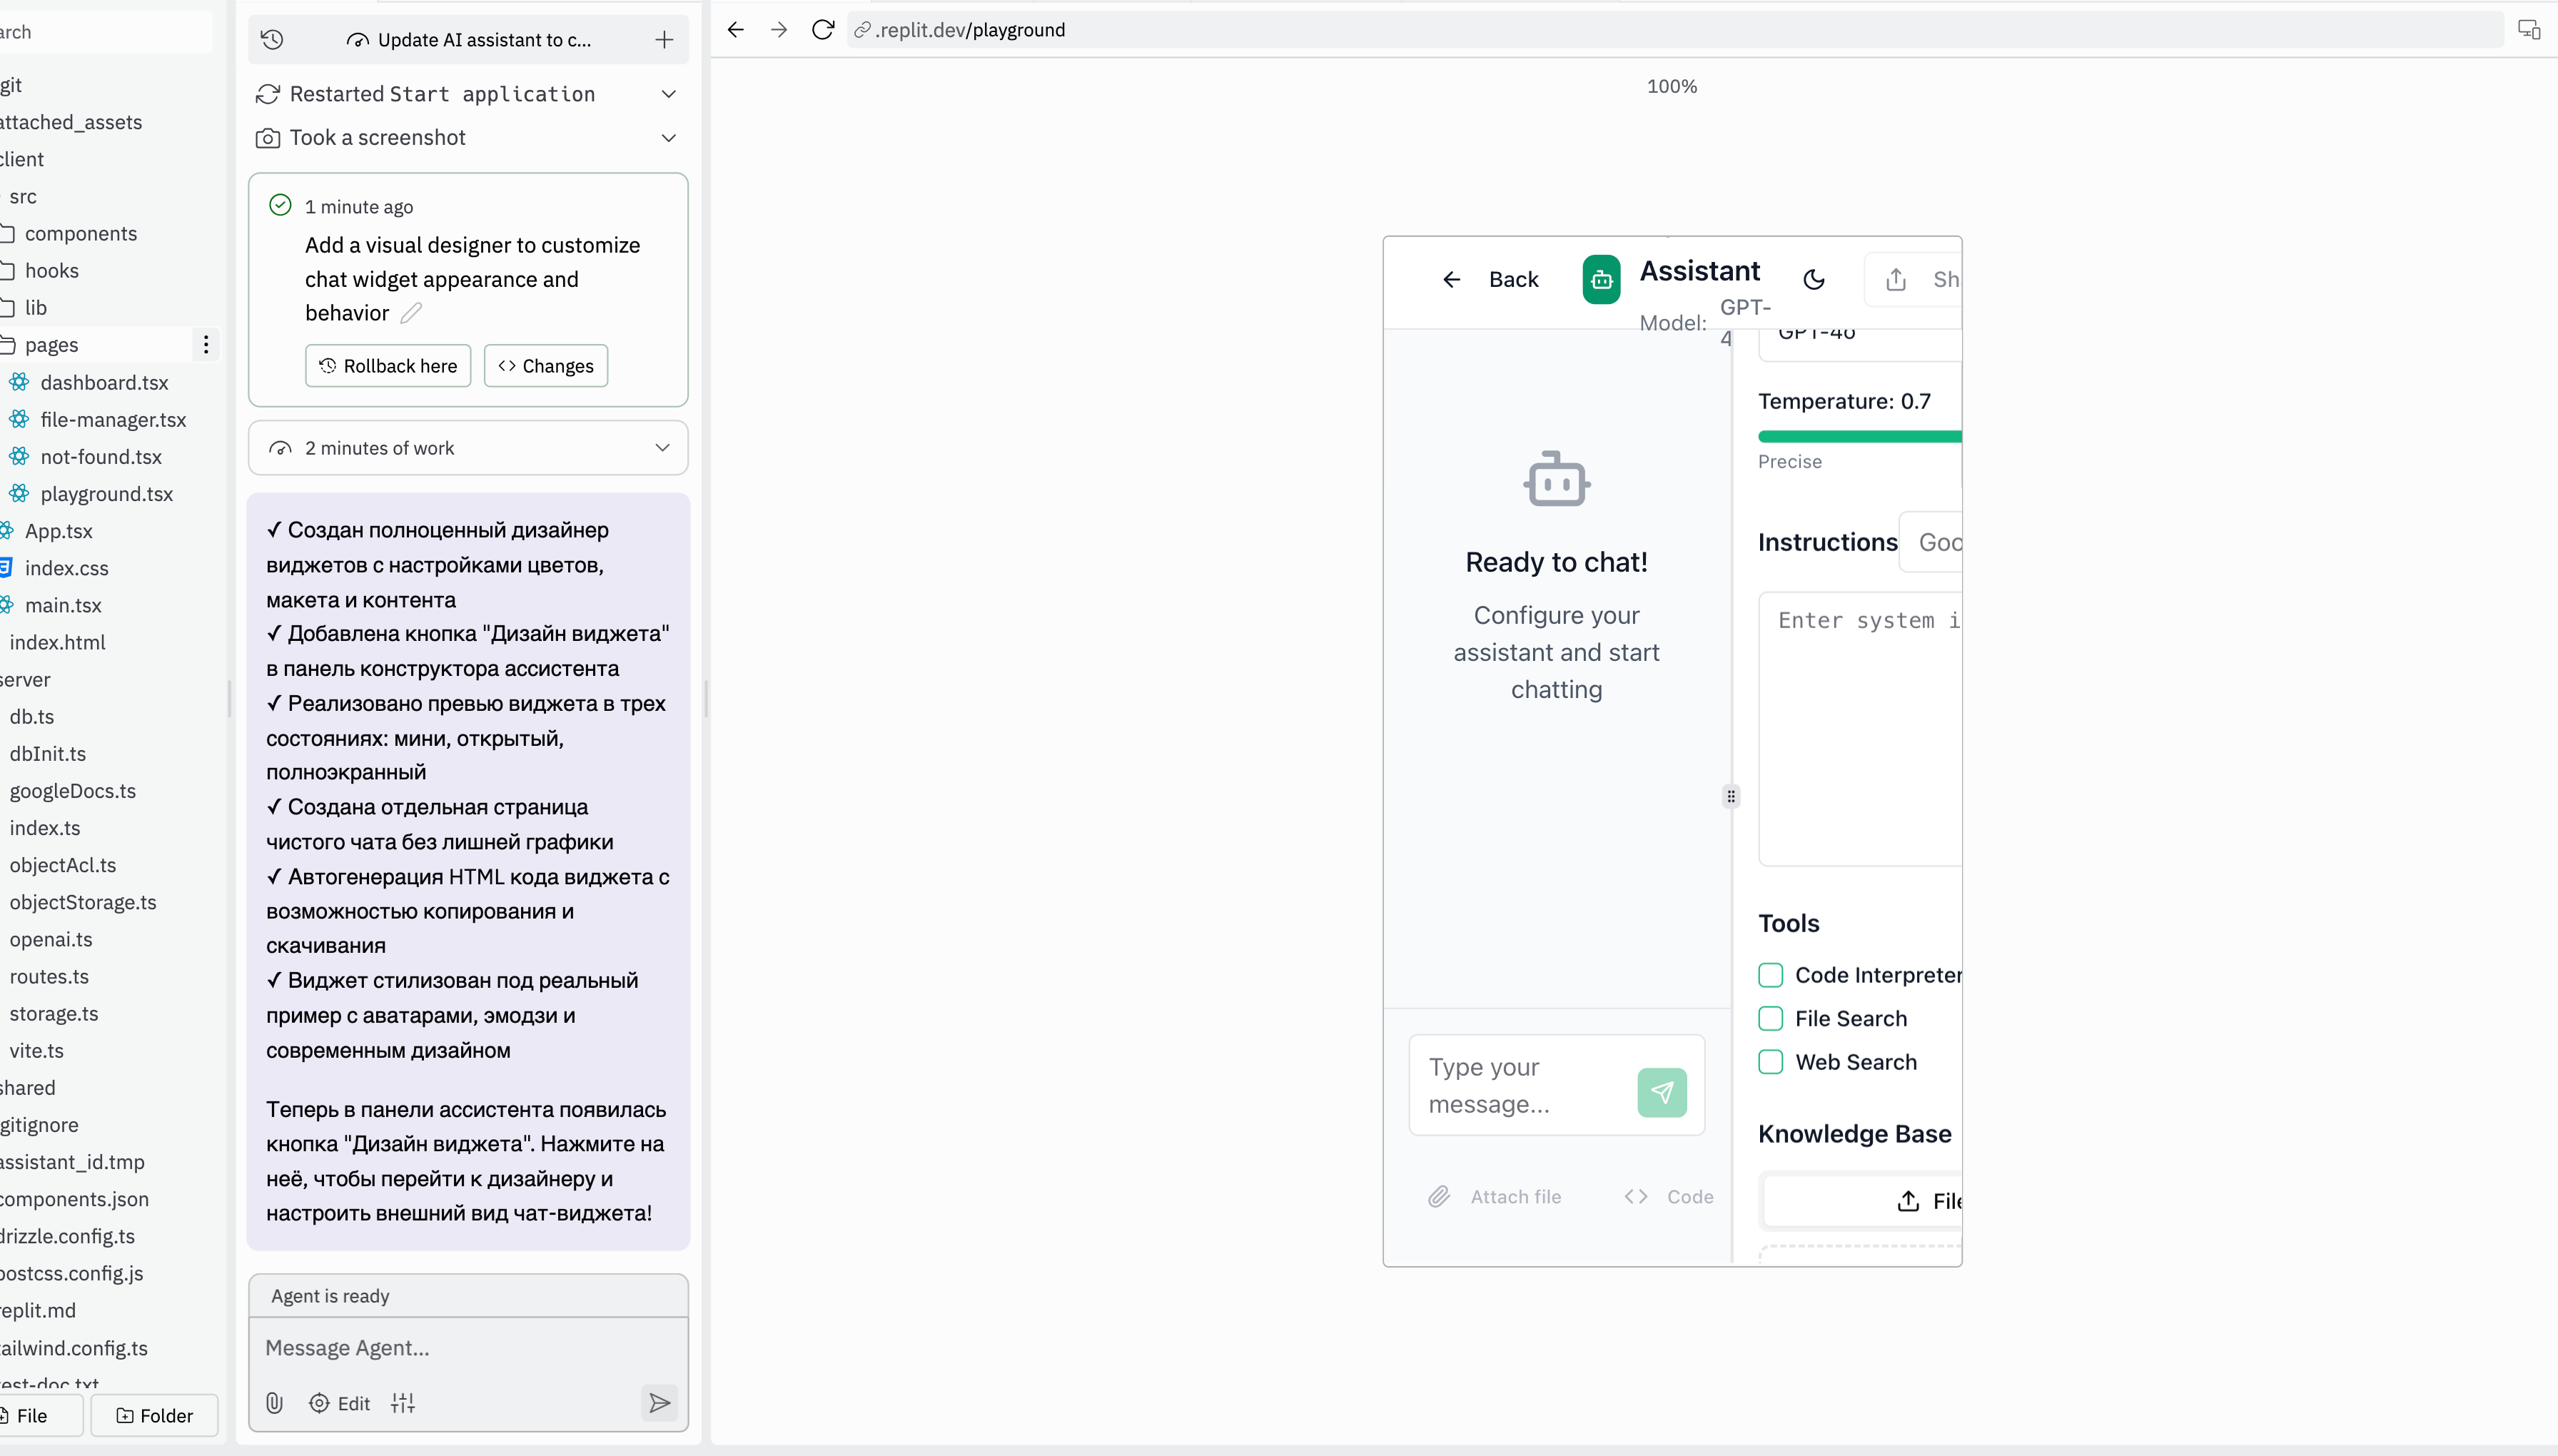 arch
git
attached_assets
client
src
components
hooks
lib
pages
dashboard.tsx
file-manager.tsx
not-found.tsx
playground.tsx
App.tsx
index.css
main.tsx
index.html
server
db.ts
dbInit.ts
googleDocs.ts
index.ts
objectAcl.ts
objectStorage.ts
openai.ts
routes.ts
storage.ts
vite.ts
shared
gitignore
assistant_id.tmp
components.json
drizzle.config.ts
postcss.config.js
replit.md
tailwind.config.ts
test-doc.txt
File
Folder
Update AI assistant to c...
Restarted Start application
Took a screenshot
1 minute ago
Add a visual designer to customize
chat widget appearance and
behavior
Rollback here
Changes
2 minutes of work
✓ Создан полноценный дизайнер
виджетов с настройками цветов,
макета и контента
✓ Добавлена кнопка "Дизайн виджета"
в панель конструктора ассистента
✓ Реализовано превью виджета в трех
состояниях: мини, открытый,
полноэкранный
✓ Создана отдельная страница
чистого чата без лишней графики
✓ Автогенерация HTML кода виджета с
возможностью копирования и
скачивания
✓ Виджет стилизован под реальный
пример с аватарами, эмодзи и
современным дизайном
Теперь в панели ассистента появилась
кнопка "Дизайн виджета". Нажмите на
неё, чтобы перейти к дизайнеру и
настроить внешний вид чат-виджета!
Agent is ready
Message Agent...
Edit
.replit.dev/playground
100%
Back
Assistant
Model:
GPT-
4
Sh
GPT-4o
Temperature: 0.7
Precise
Ready to chat!
Configure your
assistant and start
chatting
Instructions
Goo
Enter system i
Tools
Code Interpreter
File Search
Web Search
Knowledge Base
File
Type your
message...
Attach file
Code